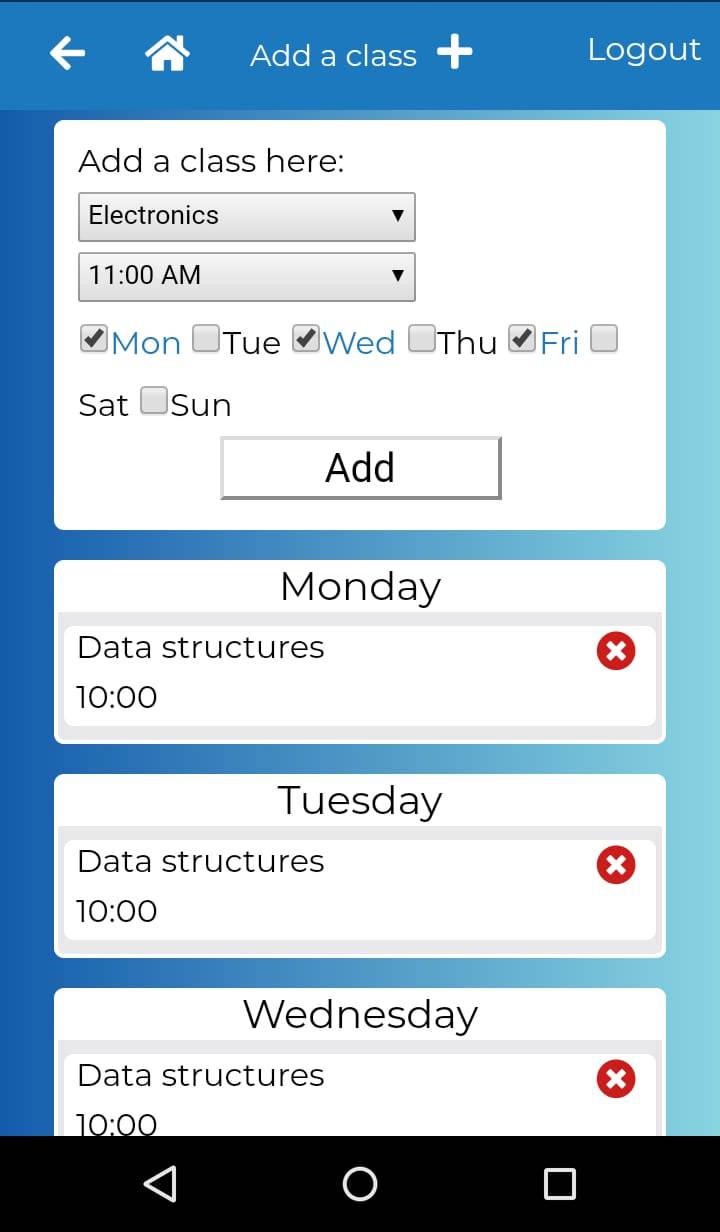 Add a class Logout
Add a class here:
Electronics
11:00 AM
Mon Tue Wed Thu Fri
Sat Sun
Add
Monday
Data structures
10:00
Tuesday
Data structures
10:00
Wednesday
Data structures
10:00